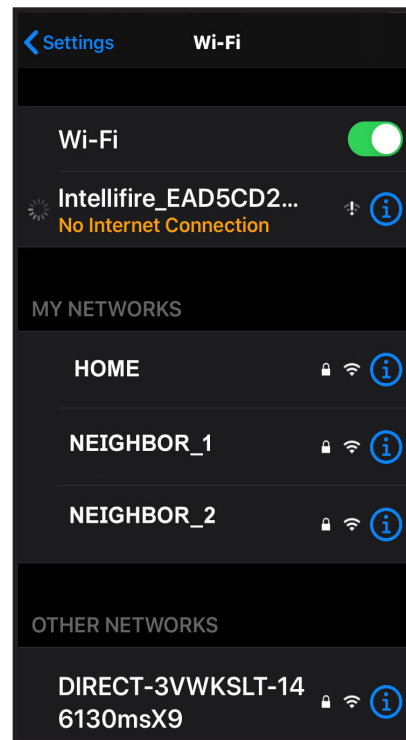 Settings
Wi-Fi
Wi-Fi
Intellifire_EAD5CD2...
No Internet Connection
MY NETWORKS
HOME
NEIGHBOR_1
NEIGHBOR_2
OTHER NETWORKS
DIRECT-3VWKSLT-14
6130msX9